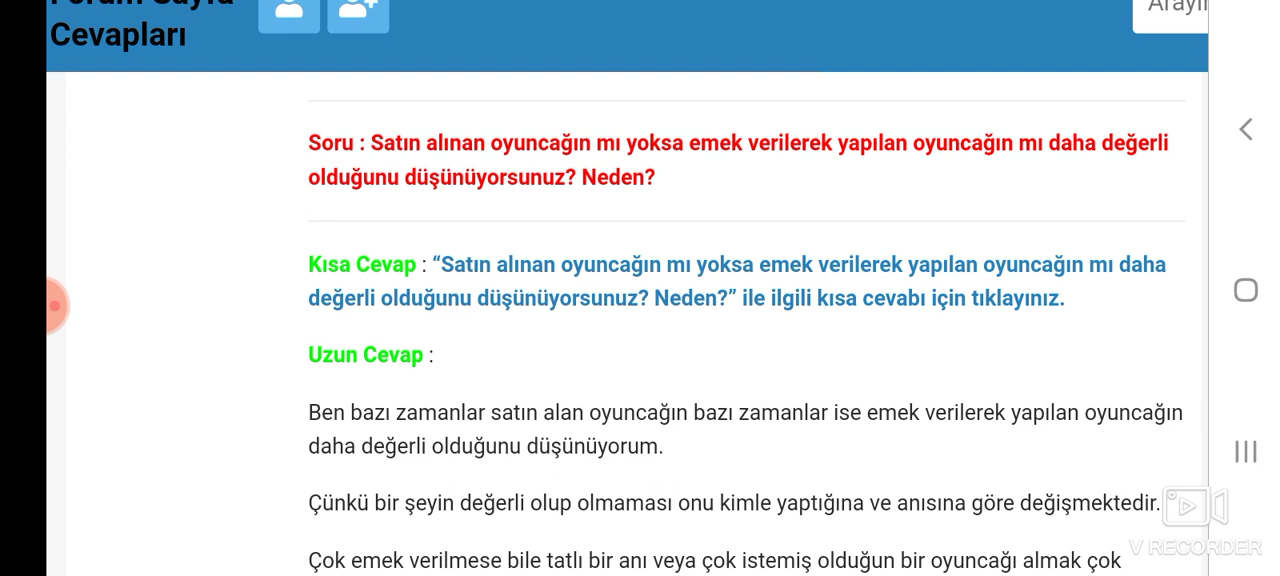 Cevapları
Arayın
Soru : Satın alınan oyuncağın mı yoksa emek verilerek yapılan oyuncağın mı daha değerli
olduğunu düşünüyorsunuz? Neden?
Kısa Cevap : “Satın alınan oyuncağın mı yoksa emek verilerek yapılan oyuncağın mı daha
değerli olduğunu düşünüyorsunuz? Neden?” ile ilgili kısa cevabı için tıklayınız.
Uzun Cevap :
Ben bazı zamanlar satın alan oyuncağın bazı zamanlar ise emek verilerek yapılan oyuncağın
daha değerli olduğunu düşünüyorum.
Çünkü bir şeyin değerli olup olmaması onu kimle yaptığına ve anısına göre değişmektedir.
V RECORDER
Çok emek verilmese bile tatlı bir anı veya çok istemiş olduğun bir oyuncağı almak çok